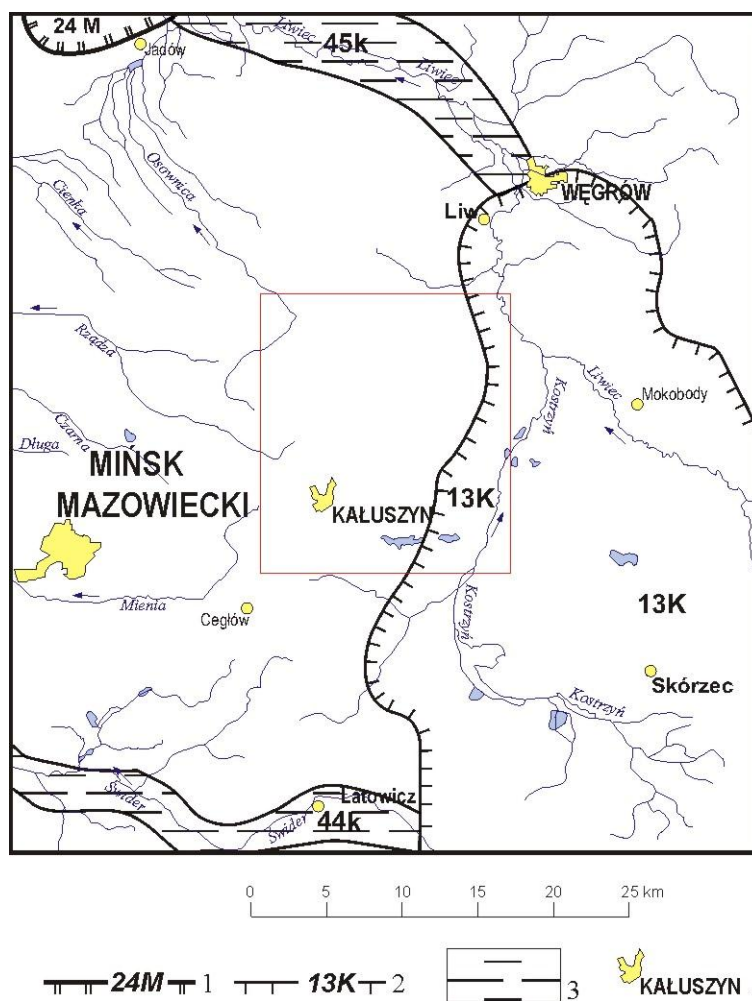 24 M
Jadów
Liwiec
45k
Liwiec
Osownica
Cienka
WĘGRÓW
Liw
Rządza
Kostrzyń
Liwiec
Mokobody
Czarna
Długa
MIŃSK
MAZOWIECKI
KAŁUSZYN
13K
Mienia
Cegłów
Kostrzyń
13K
Skórzec
Kostrzyń
Świder
Latowicz
Świder
44k
0 5 10 15 20 25 km
24M 1 13K 2 3 KAŁUSZYN